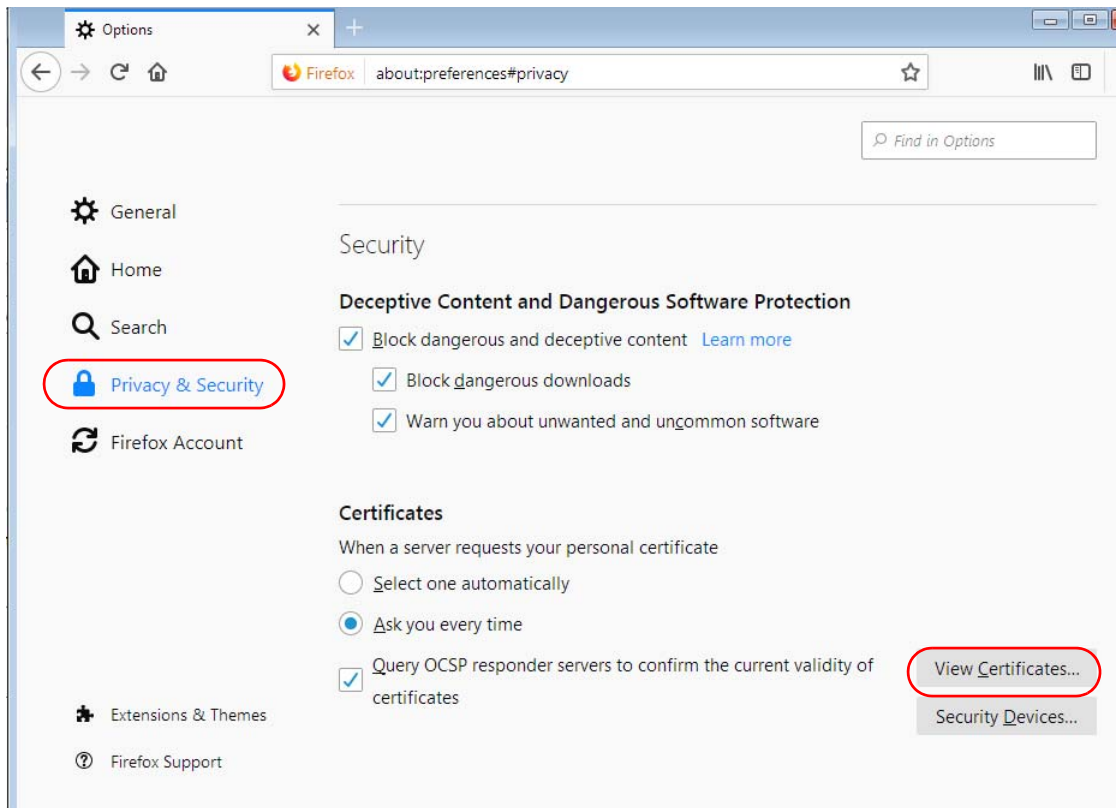 Options
Firefox about:preferences#privacy
Find in Options
General
Home
Search
Privacy & Security
Firefox Account
Extensions & Themes
Firefox Support
Security
Deceptive Content and Dangerous Software Protection
Block dangerous and deceptive content Learn more
Block dangerous downloads
Warn you about unwanted and uncommon software
Certificates
When a server requests your personal certificate
Select one automatically
Ask you every time
Query OCSP responder servers to confirm the current validity of
certificates
View Certificates...
Security Devices...